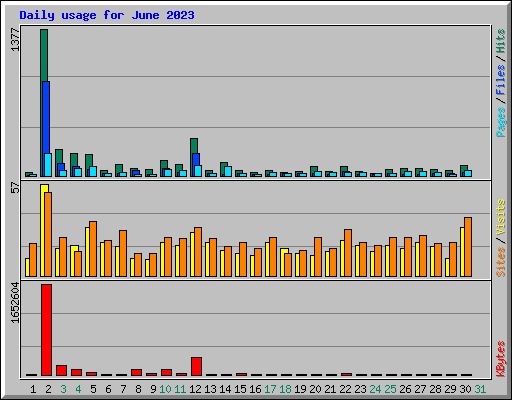 Daily usage for June 2023
1377
Pages / Files / Hits
57
Sites / Visits
1652604
KBytes
1 2 3 4 5 6 7 8 9 10 11 12 13 14 15 16 17 18 19 20 21 22 23 24 25 26 27 28 29 30 31